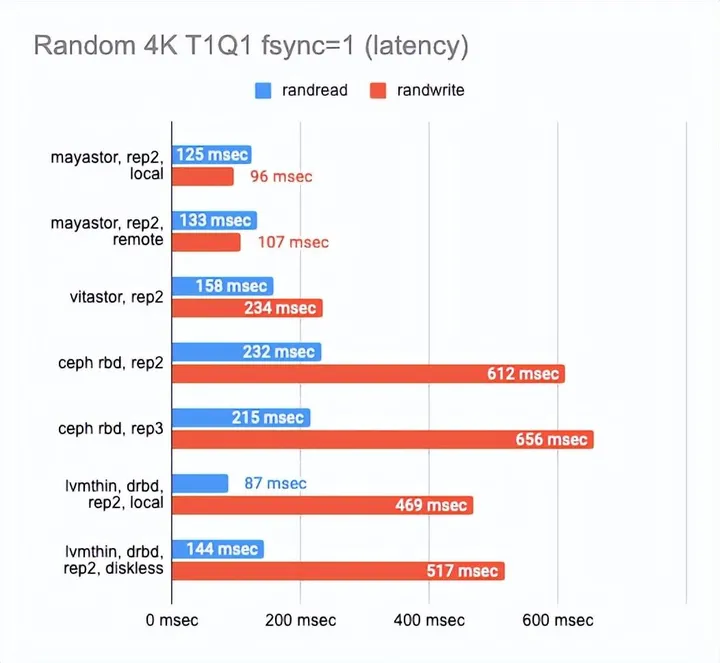 Random 4K T1Q1 fsync=1 (latency)
randread randwrite
mayastor, rep2,
local
125 msec
96 msec
mayastor, rep2,
remote
133 msec
107 msec
vitastor, rep2
158 msec
234 msec
ceph rbd, rep2
232 msec
612 msec
ceph rbd, rep3
215 msec
656 msec
lvmthin, drbd,
rep2, local
87 msec
469 msec
lvmthin, drbd,
rep2, diskless
144 msec
517 msec
0 msec 200 msec 400 msec 600 msec